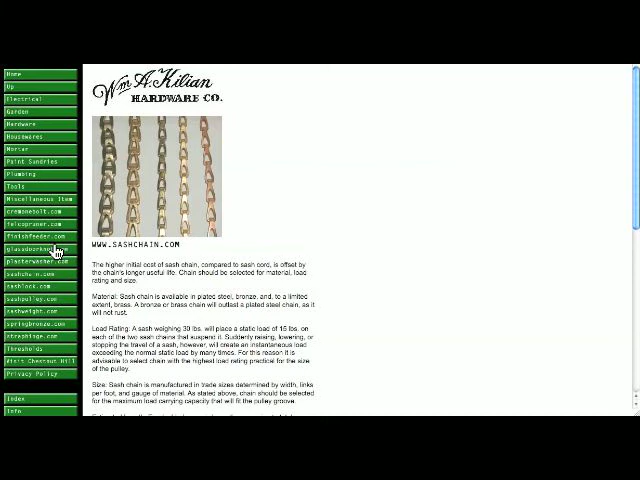 Home
Up
Electrical
Garden
Hardware
Housewares
Mortar
Paint Sundries
Plumbing
Tools
Miscellaneous Item
cremonebolt.com
felcopruner.com
finishfeeder.com
plasterwasher.com
sashchain.com
sashlock.com
sashpulley.com
sashweight.com
springbronze.com
straphinge.com
Thresholds
Visit Chestnut Hill
Privacy Policy
Index
Info
Wm A. Kilian
HARDWARE CO.
WWW.SASHCHAIN.COM
The higher initial cost of sash chain, compared to sash cord, is offset by
the chain's longer useful life. Chain should be selected for material, load
rating and size.
Material: Sash chain is available in plated steel, bronze, and, to a limited
extent, brass. A bronze or brass chain will outlast a plated steel chain, as it
will not rust.
Load Rating: A sash weighing 30 lbs. will place a static load of 15 lbs. on
each of the two sash chains that suspend it. Suddenly raising, lowering, or
stopping the travel of a sash, however, will create an instantaneous load
exceeding the normal static load by many times. For this reason it is
advisable to select chain with the highest load rating practical for the size
of the pulley.
Size: Sash chain is manufactured in trade sizes determined by width, links
per foot, and gauge of material. As stated above, chain should be selected
for the maximum load carrying capacity that will fit the pulley groove.